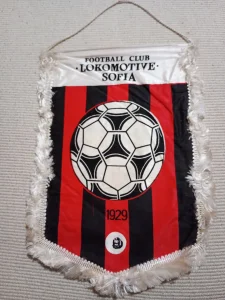 FOOTBALL CLUB
·LOKOMOTIVE·
SOFIA
1929